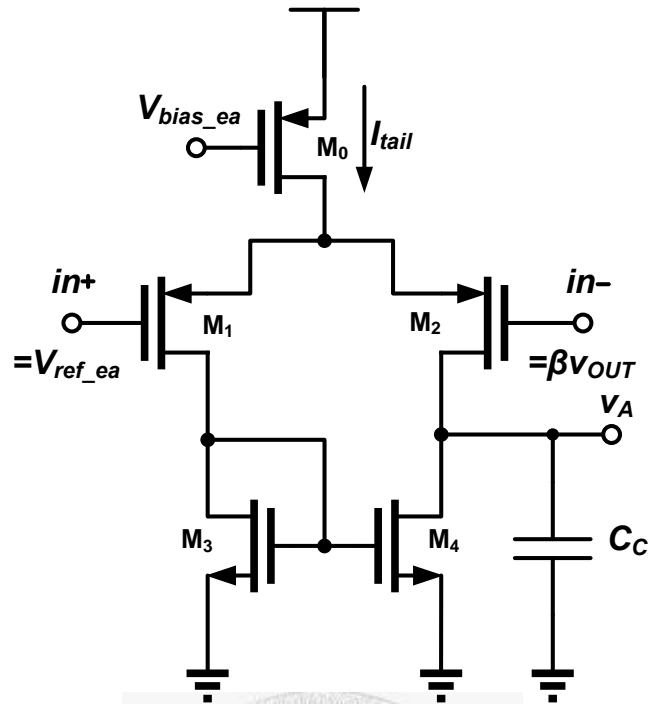 V_bias_ea
M₀
I_tail
in+
=V_ref_ea
M₁
M₂
in−
=βv_OUT
v_A
M₃
M₄
C_C